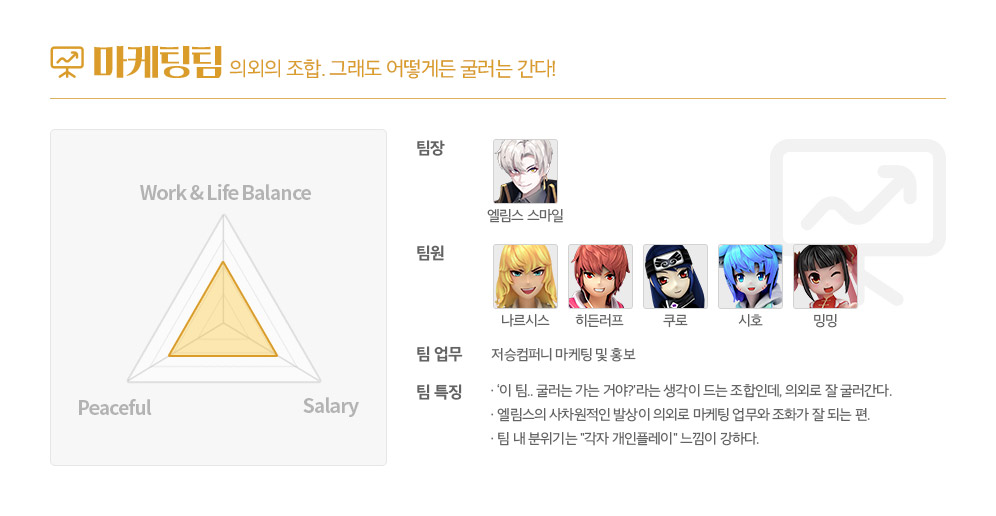 마케팅팀 의외의 조합. 그래도 어떻게든 굴러는 간다!
Work & Life Balance
Peaceful
Salary
팀장
엘림스 스마일
팀원
나르시스 히든러프 쿠로 시호 밍밍
팀 업무 저승컴퍼니 마케팅 및 홍보
팀 특징 · '이 팀.. 굴러는 가는 거야?'라는 생각이 드는 조합인데, 의외로 잘 굴러간다.
· 엘림스의 사차원적인 발상이 의외로 마케팅 업무와 조화가 잘 되는 편.
· 팀 내 분위기는 "각자 개인플레이" 느낌이 강하다.